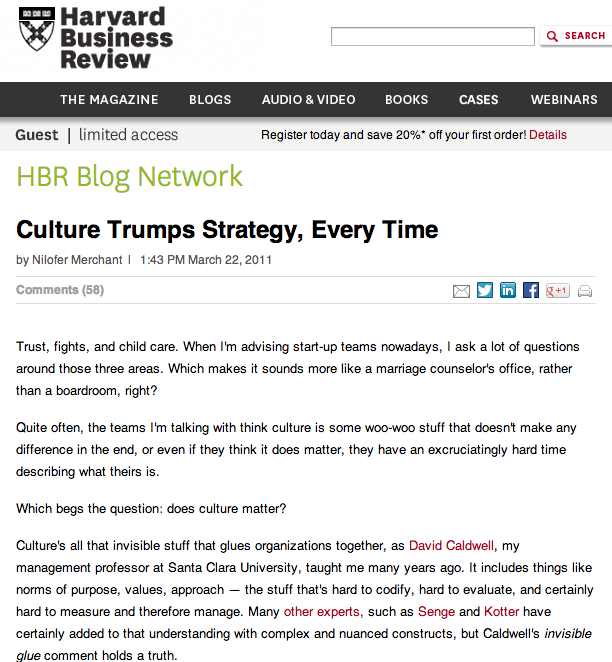 Harvard
Business
Review
SEARCH
THE MAGAZINE BLOGS AUDIO & VIDEO BOOKS CASES WEBINARS
Guest | limited access Register today and save 20%* off your first order! Details
HBR Blog Network
Culture Trumps Strategy, Every Time
by Nilofer Merchant | 1:43 PM March 22, 2011
Comments (58)
in f g +1
Trust, fights, and child care. When I'm advising start-up teams nowadays, I ask a lot of questions
around those three areas. Which makes it sounds more like a marriage counselor's office, rather
than a boardroom, right?
Quite often, the teams I'm talking with think culture is some woo-woo stuff that doesn't make any
difference in the end, or even if they think it does matter, they have an excruciatingly hard time
describing what theirs is.
Which begs the question: does culture matter?
Culture's all that invisible stuff that glues organizations together, as David Caldwell, my
management professor at Santa Clara University, taught me many years ago. It includes things like
norms of purpose, values, approach — the stuff that's hard to codify, hard to evaluate, and certainly
hard to measure and therefore manage. Many other experts, such as Senge and Kotter have
certainly added to that understanding with complex and nuanced constructs, but Caldwell's invisible
glue comment holds a truth.